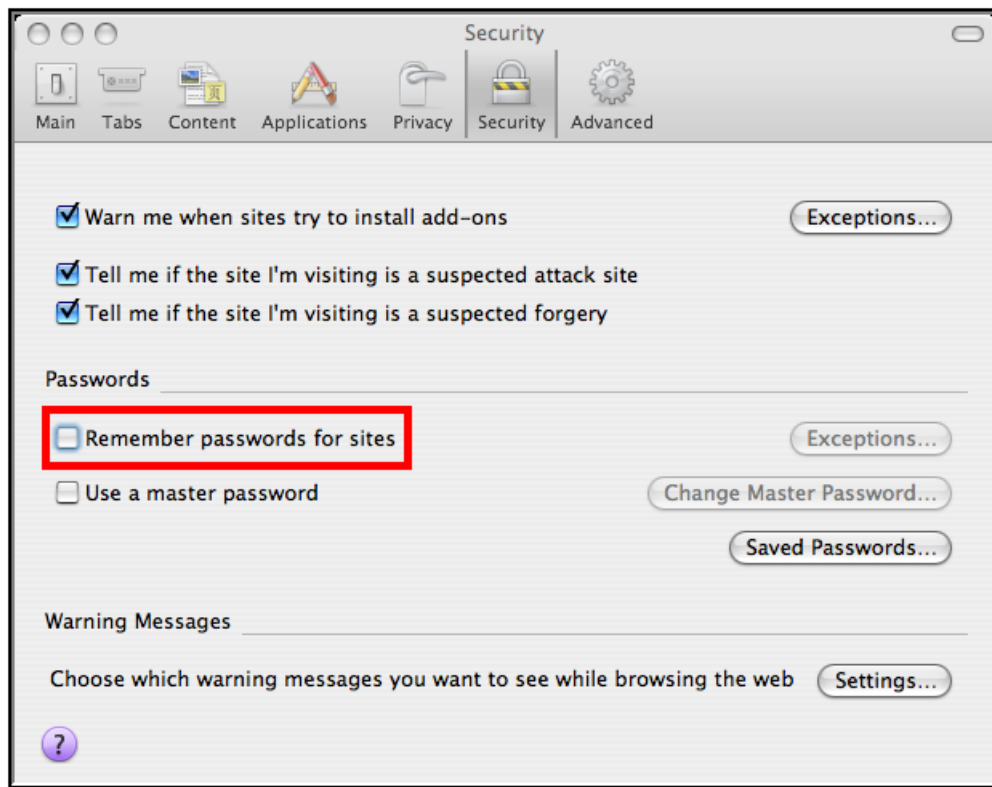 Security
Main Tabs Content Applications Privacy Security Advanced
Warn me when sites try to install add-ons Exceptions...
Tell me if the site I'm visiting is a suspected attack site
Tell me if the site I'm visiting is a suspected forgery
Passwords
Remember passwords for sites Exceptions...
Use a master password Change Master Password...
Saved Passwords...
Warning Messages
Choose which warning messages you want to see while browsing the web Settings...
?